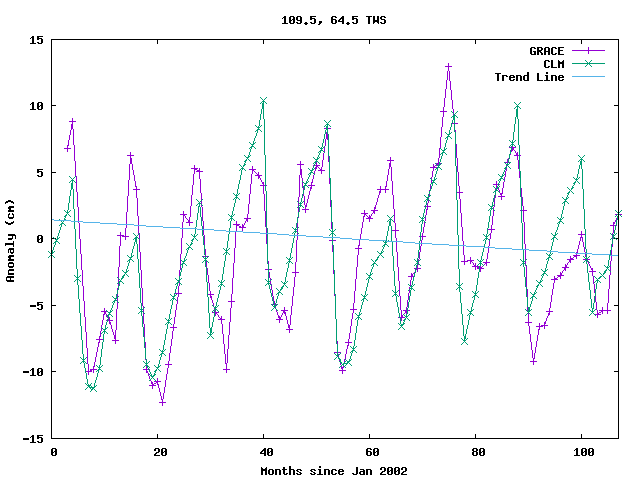 109.5, 64.5 TWS
GRACE
CLM
Trend Line
Anomaly (cm)
15
10
5
0
-5
-10
-15
0 20 40 60 80 100
Months since Jan 2002